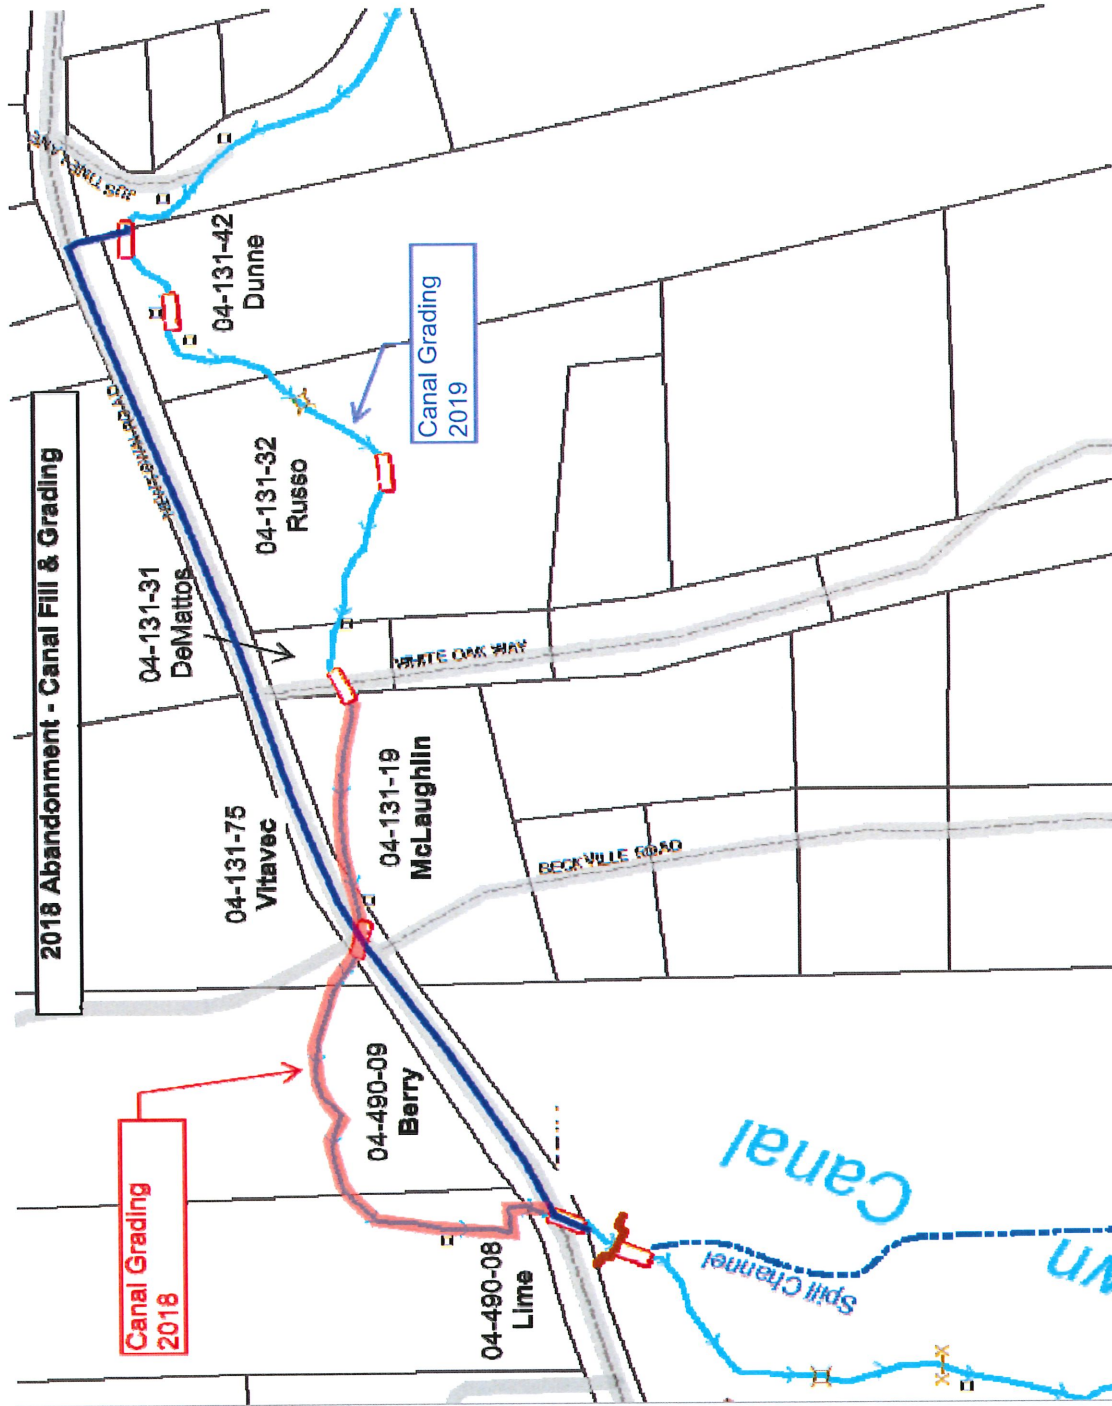 2018 Abandonment - Canal Fill & Grading
Canal Grading
2018
04-490-08
Lime
04-490-09
Berry
04-131-75
Vitavec
04-131-19
McLaughlin
04-131-31
DeMattos
04-131-32
Russo
04-131-42
Dunne
Canal Grading
2019
WHITE OAK WAY
BECKVILLE ROAD
Canal
Spill Channel
wn